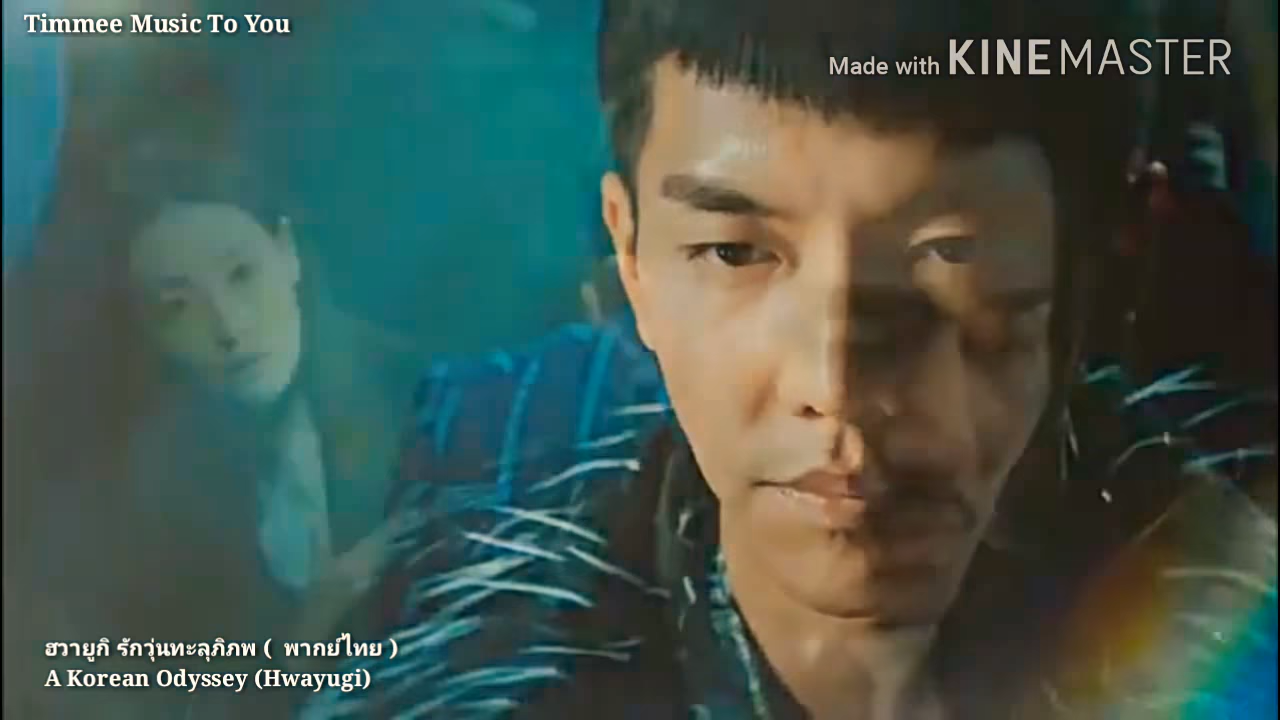 Timmee Music To You
Made with KINEMASTER
ฮวายูกิ รักวุ่นทะลุภิภพ ( พากย์ไทย )
A Korean Odyssey (Hwayugi)